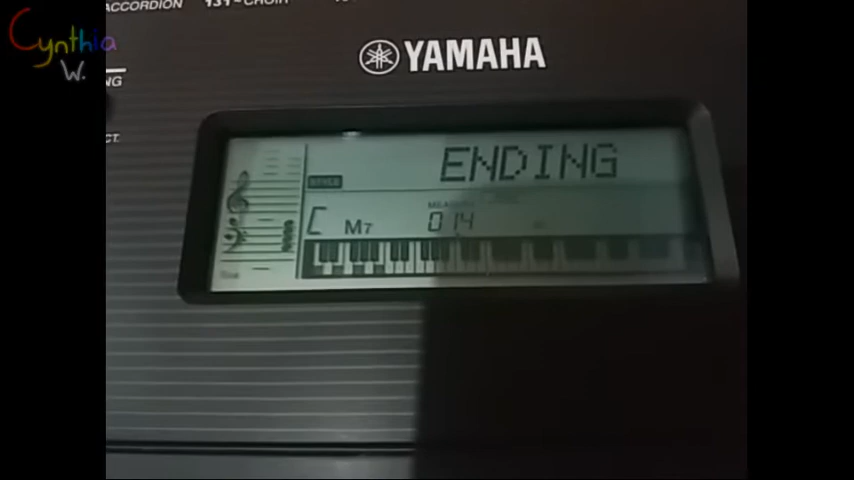 ACCORDION
Cynthia
W.
YAMAHA
ENDING
STYLE
C M7
MEASURE
014